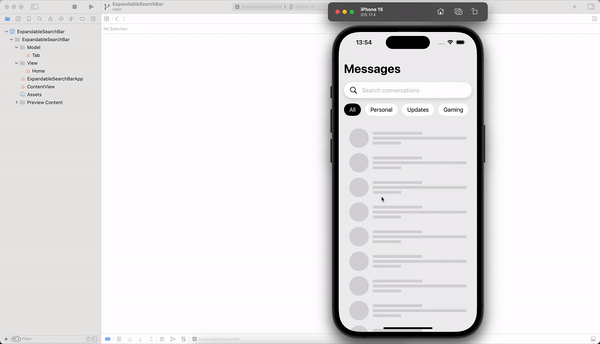 ExpandableSearchBar
main
iPhone 15
iOS 17.4
No Selection
ExpandableSearchBar
ExpandableSearchBar
Model
Tab
View
Home
ExpandableSearchBarApp
ContentView
Assets
Preview Content
13:54
Messages
Search conversations
All
Personal
Updates
Gaming
Filter